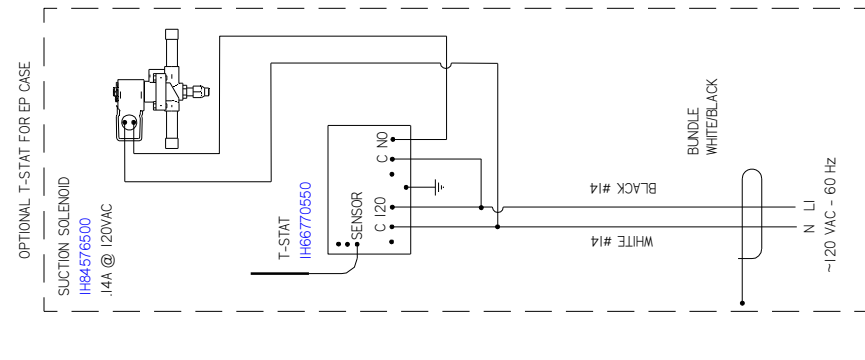 OPTIONAL T-STAT FOR EP CASE
SUCTION SOLENOID
IH84576500
.14A @ 120VAC
T-STAT
IH66770550
SENSOR
C NO
C 120
BLACK #14
WHITE #14
BUNDLE
WHITE/BLACK
N L1
~120 VAC - 60 Hz